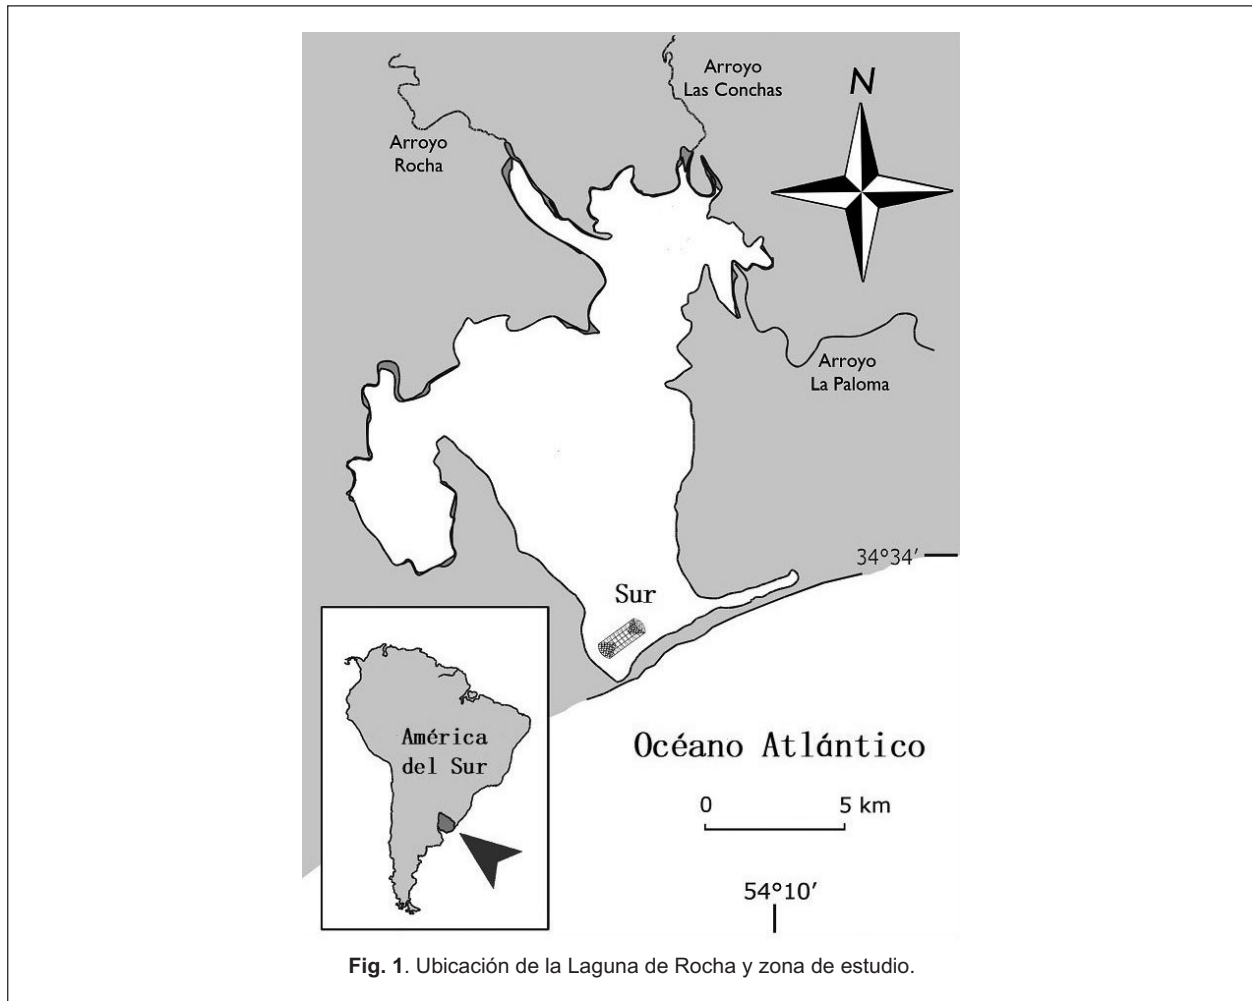 Arroyo
Las Conchas
N
Arroyo
Rocha
Arroyo
La Paloma
34°34’
Sur
América
del Sur
Océano Atlántico
0 5 km
54°10’
Fig. 1. Ubicación de la Laguna de Rocha y zona de estudio.